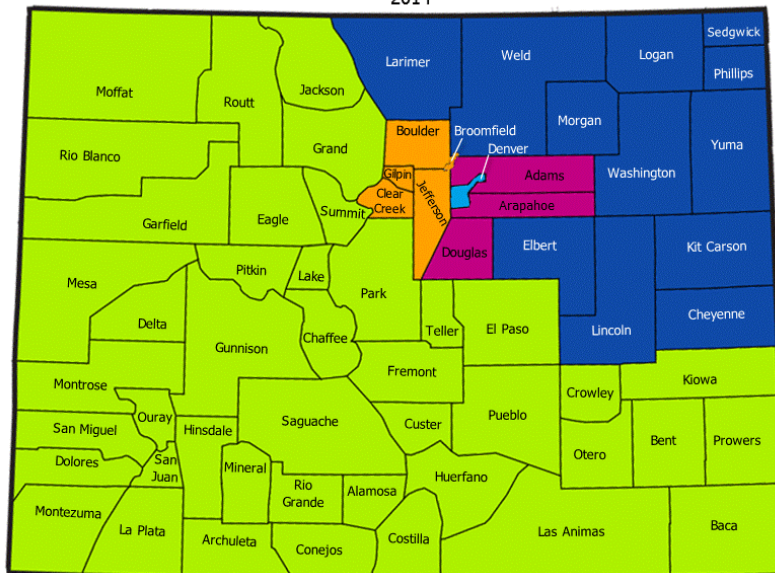 2014
Sedgwick
Larimer
Weld
Logan
Phillips
Moffat
Jackson
Routt
Morgan
Boulder
Broomfield
Yuma
Rio Blanco
Grand
Denver
Gilpin
Adams
Washington
Clear
Creek
Jefferson
Summit
Arapahoe
Garfield
Eagle
Elbert
Kit Carson
Douglas
Pitkin
Lake
Mesa
Park
Cheyenne
Delta
Teller
El Paso
Lincoln
Chaffee
Gunnison
Fremont
Montrose
Crowley
Kiowa
Ouray
Saguache
Custer
Pueblo
San Miguel
Hinsdale
Bent
Prowers
Otero
Dolores
San
Juan
Mineral
Huerfano
Rio
Grande
Alamosa
Montezuma
La Plata
Las Animas
Baca
Archuleta
Conejos
Costilla